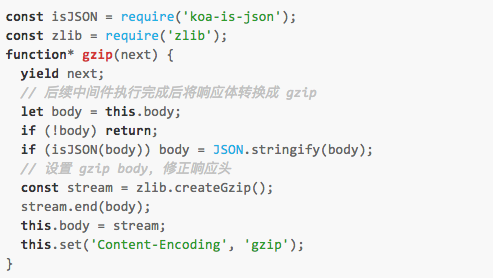 const isJSON = require('koa-is-json');
const zlib = require('zlib');
function* gzip(next) {
  yield next;
  // 后续中间件执行完成后将响应体转换成 gzip
  let body = this.body;
  if (!body) return;
  if (isJSON(body)) body = JSON.stringify(body);
  // 设置 gzip body, 修正响应头
  const stream = zlib.createGzip();
  stream.end(body);
  this.body = stream;
  this.set('Content-Encoding', 'gzip');
}